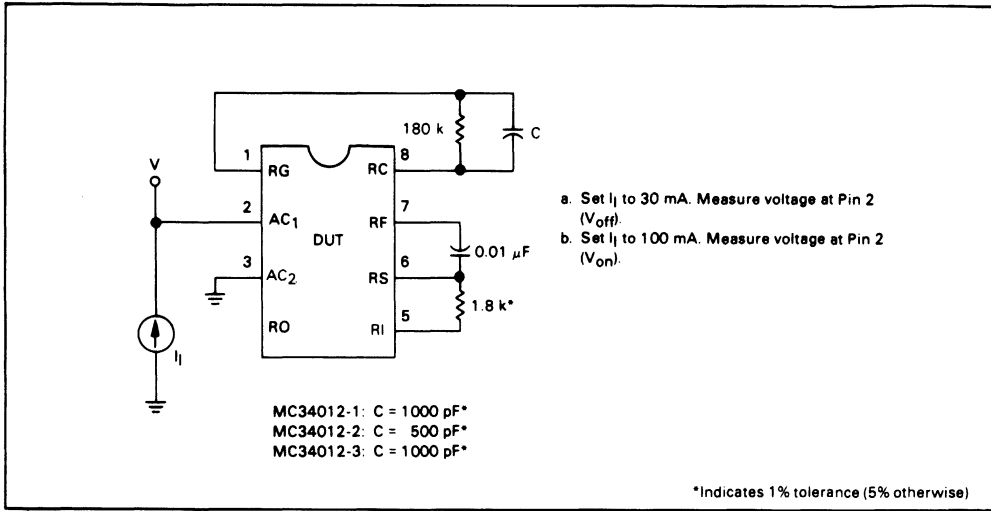 180 k
C
1
RG
8
RC
V
2
AC1
7
RF
DUT
0.01 μF
3
AC2
6
RS
1.8 k*
RO
5
RI
II
a. Set II to 30 mA. Measure voltage at Pin 2
(Voff).
b. Set II to 100 mA. Measure voltage at Pin 2
(Von).
MC34012-1: C = 1000 pF*
MC34012-2: C = 500 pF*
MC34012-3: C = 1000 pF*
*Indicates 1% tolerance (5% otherwise)